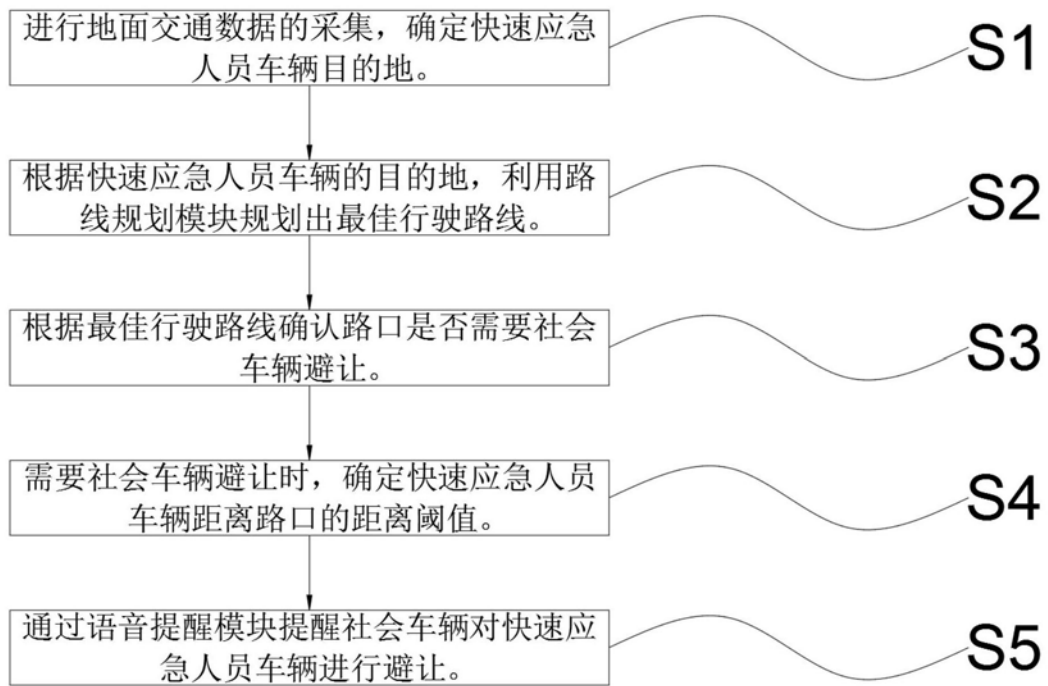 进行地面交通数据的采集，确定快速应急
人员车辆目的地。
S1
根据快速应急人员车辆的目的地，利用路
线规划模块规划出最佳行驶路线。
S2
根据最佳行驶路线确认路口是否需要社会
车辆避让。
S3
需要社会车辆避让时，确定快速应急人员
车辆距离路口的距离阈值。
S4
通过语音提醒模块提醒社会车辆对快速应
急人员车辆进行避让。
S5